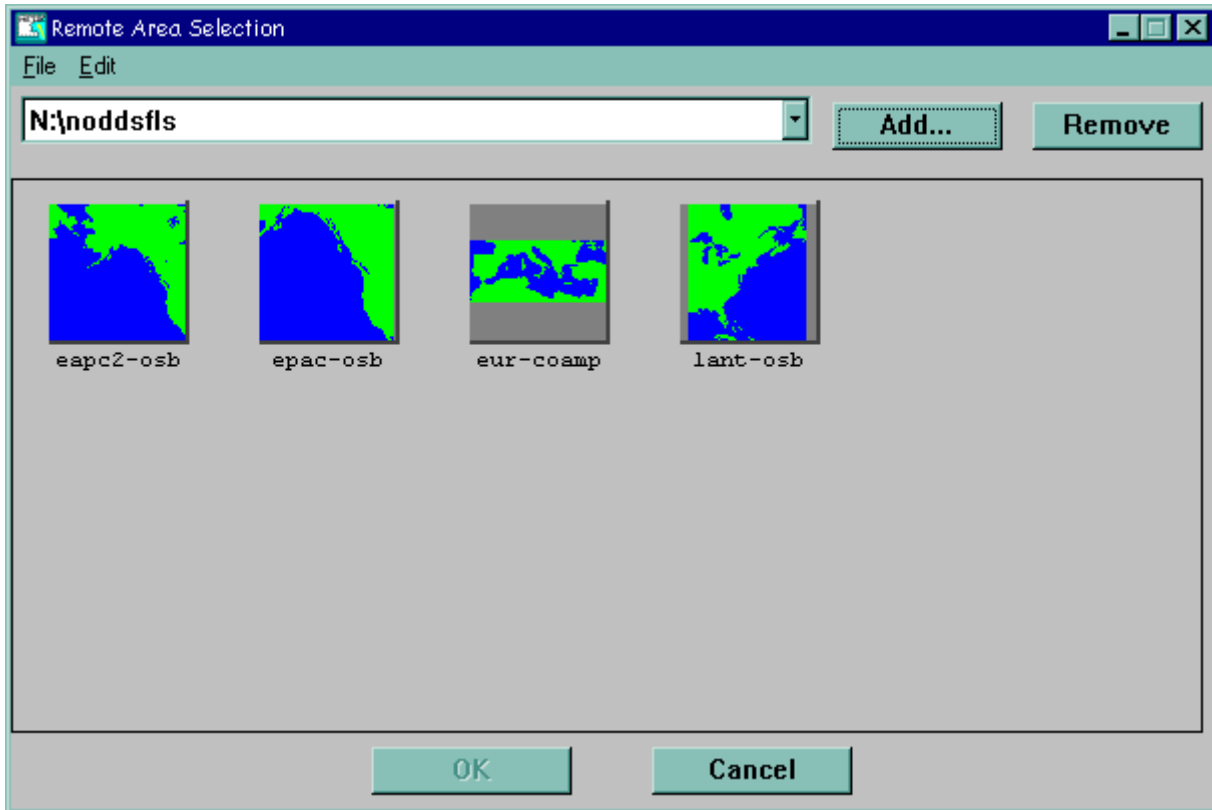 Remote Area Selection
File Edit
N:\noddsfls
Add...
Remove
eapc2-osb
epac-osb
eur-coamp
lant-osb
OK
Cancel